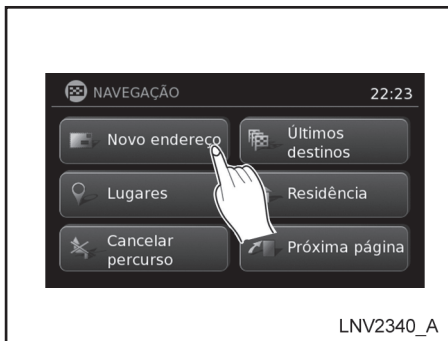 NAVEGAÇÃO 22:23
Novo endereço
Últimos
destinos
Lugares
Residência
Cancelar
percurso
Próxima página
LNV2340_A